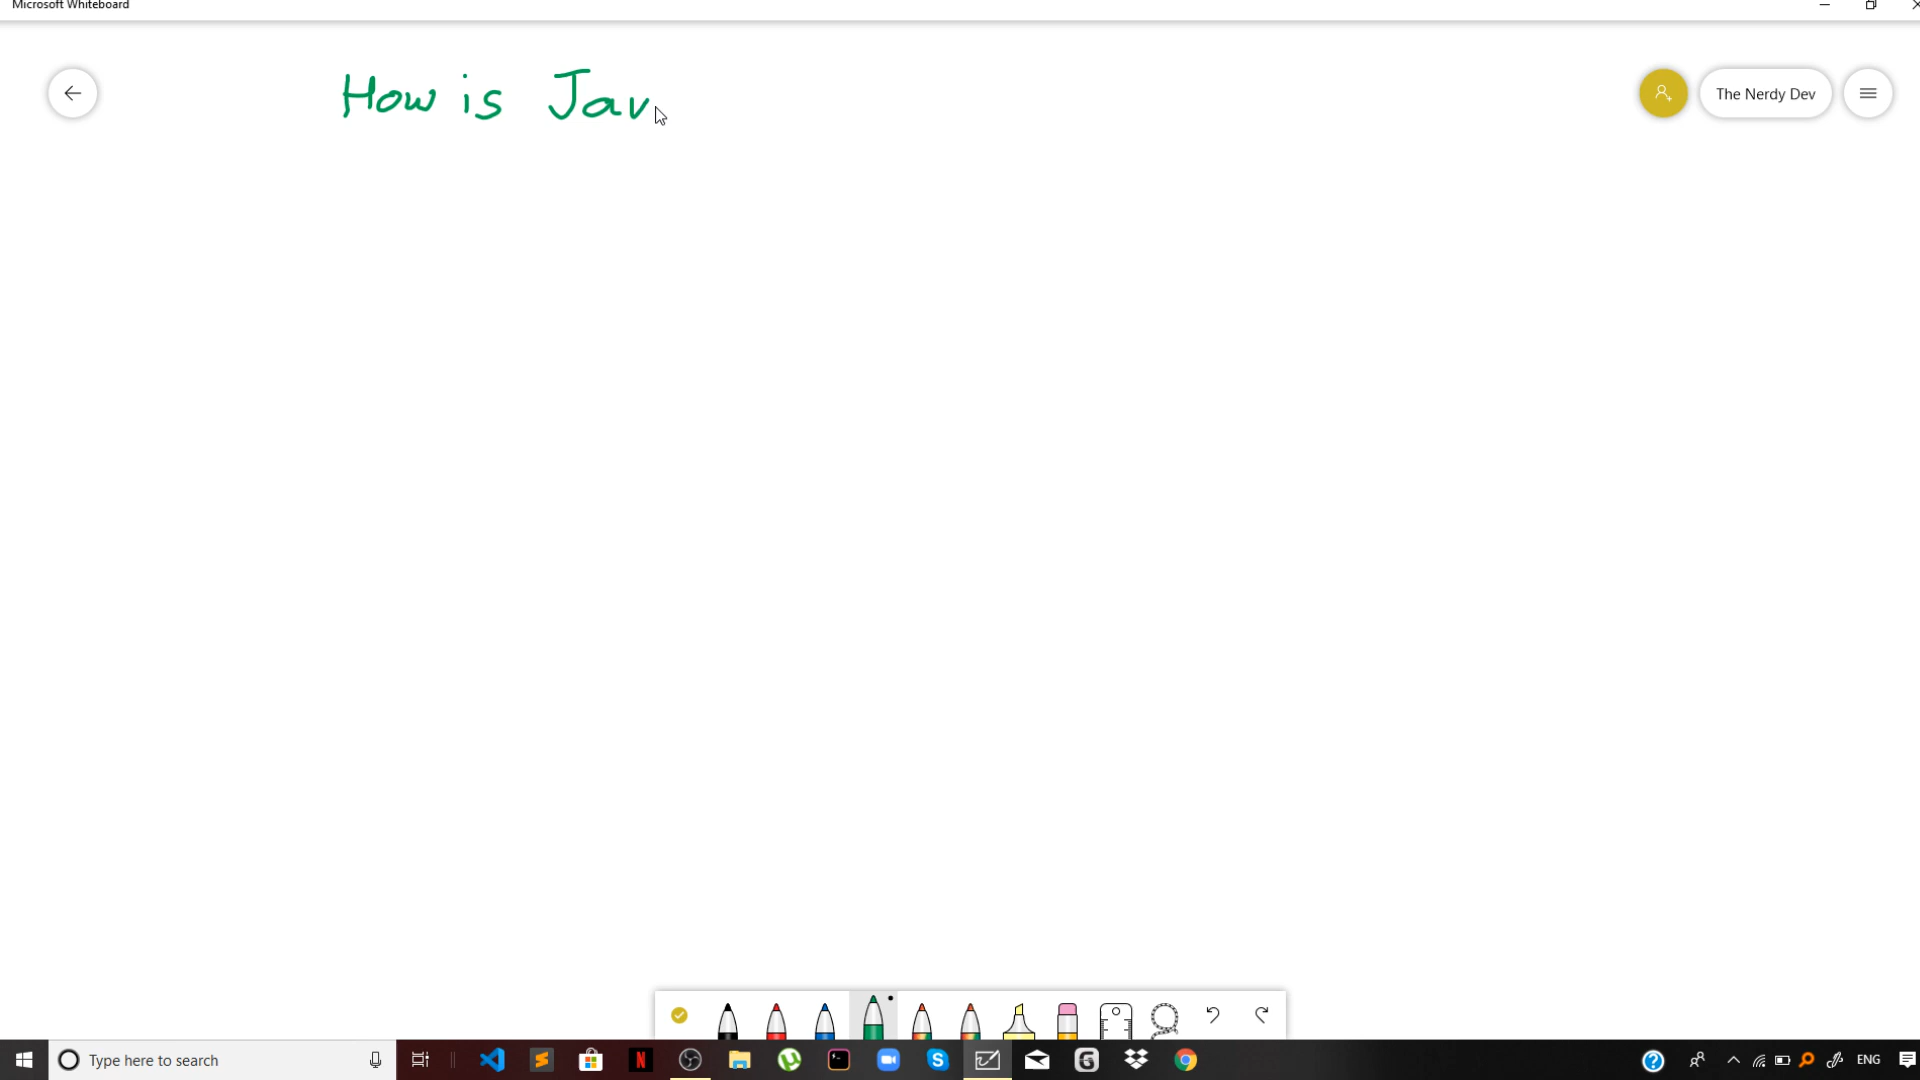 Microsoft Whiteboard
How is Jav
The Nerdy Dev
Type here to search
ENG